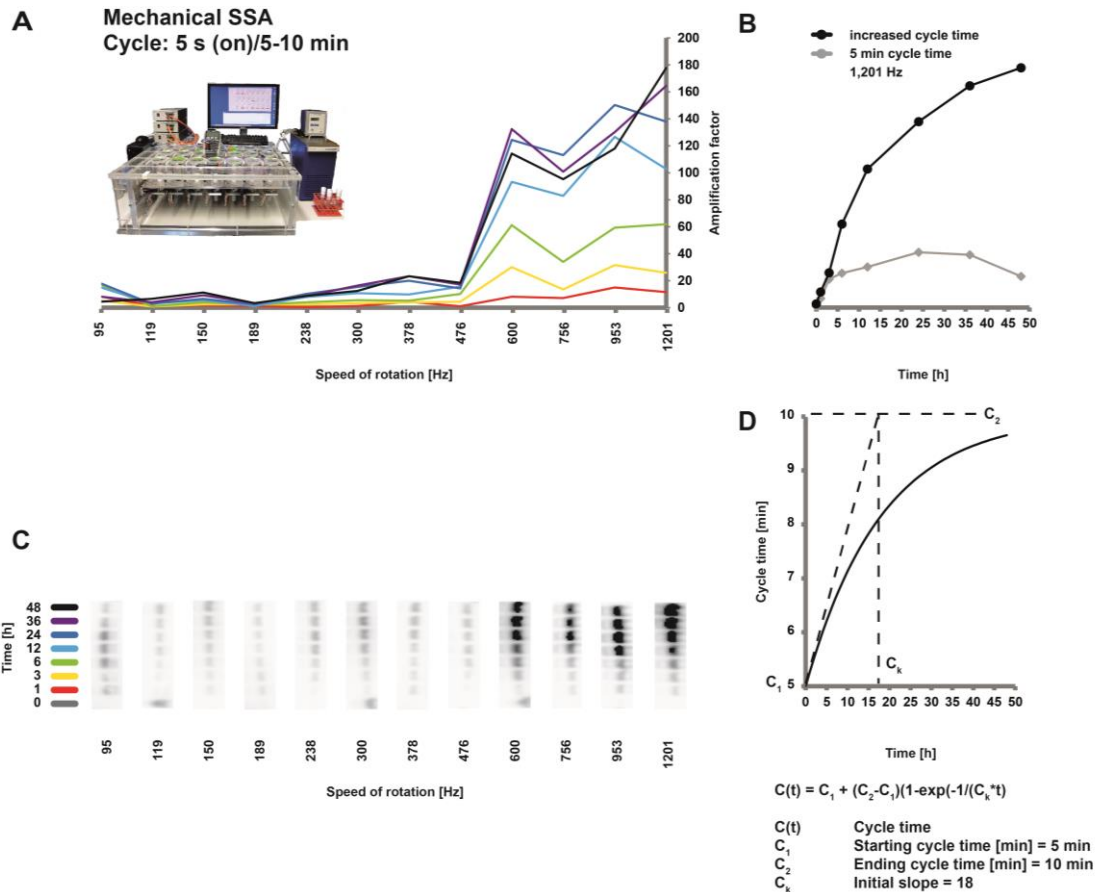 A
Mechanical SSA
Cycle: 5 s (on)/5-10 min
200
180
160
140
120
100
80
60
40
20
0
Amplification factor
95
119
150
189
238
300
378
476
600
756
953
1201
Speed of rotation [Hz]
B
increased cycle time
5 min cycle time
1,201 Hz
0 5 10 15 20 25 30 35 40 45 50
Time [h]
C
Time [h]
48
36
24
12
6
3
1
0
95
119
150
189
238
300
378
476
600
756
953
1201
Speed of rotation [Hz]
D
10
9
8
7
6
C₁ 5
Cycle time [min]
C₂
Cₖ
0 5 10 15 20 25 30 35 40 45 50
Time [h]
C(t) = C₁ + (C₂-C₁)(1-exp(-1/(Cₖ*t)
C(t) Cycle time
C₁ Starting cycle time [min] = 5 min
C₂ Ending cycle time [min] = 10 min
Cₖ Initial slope = 18